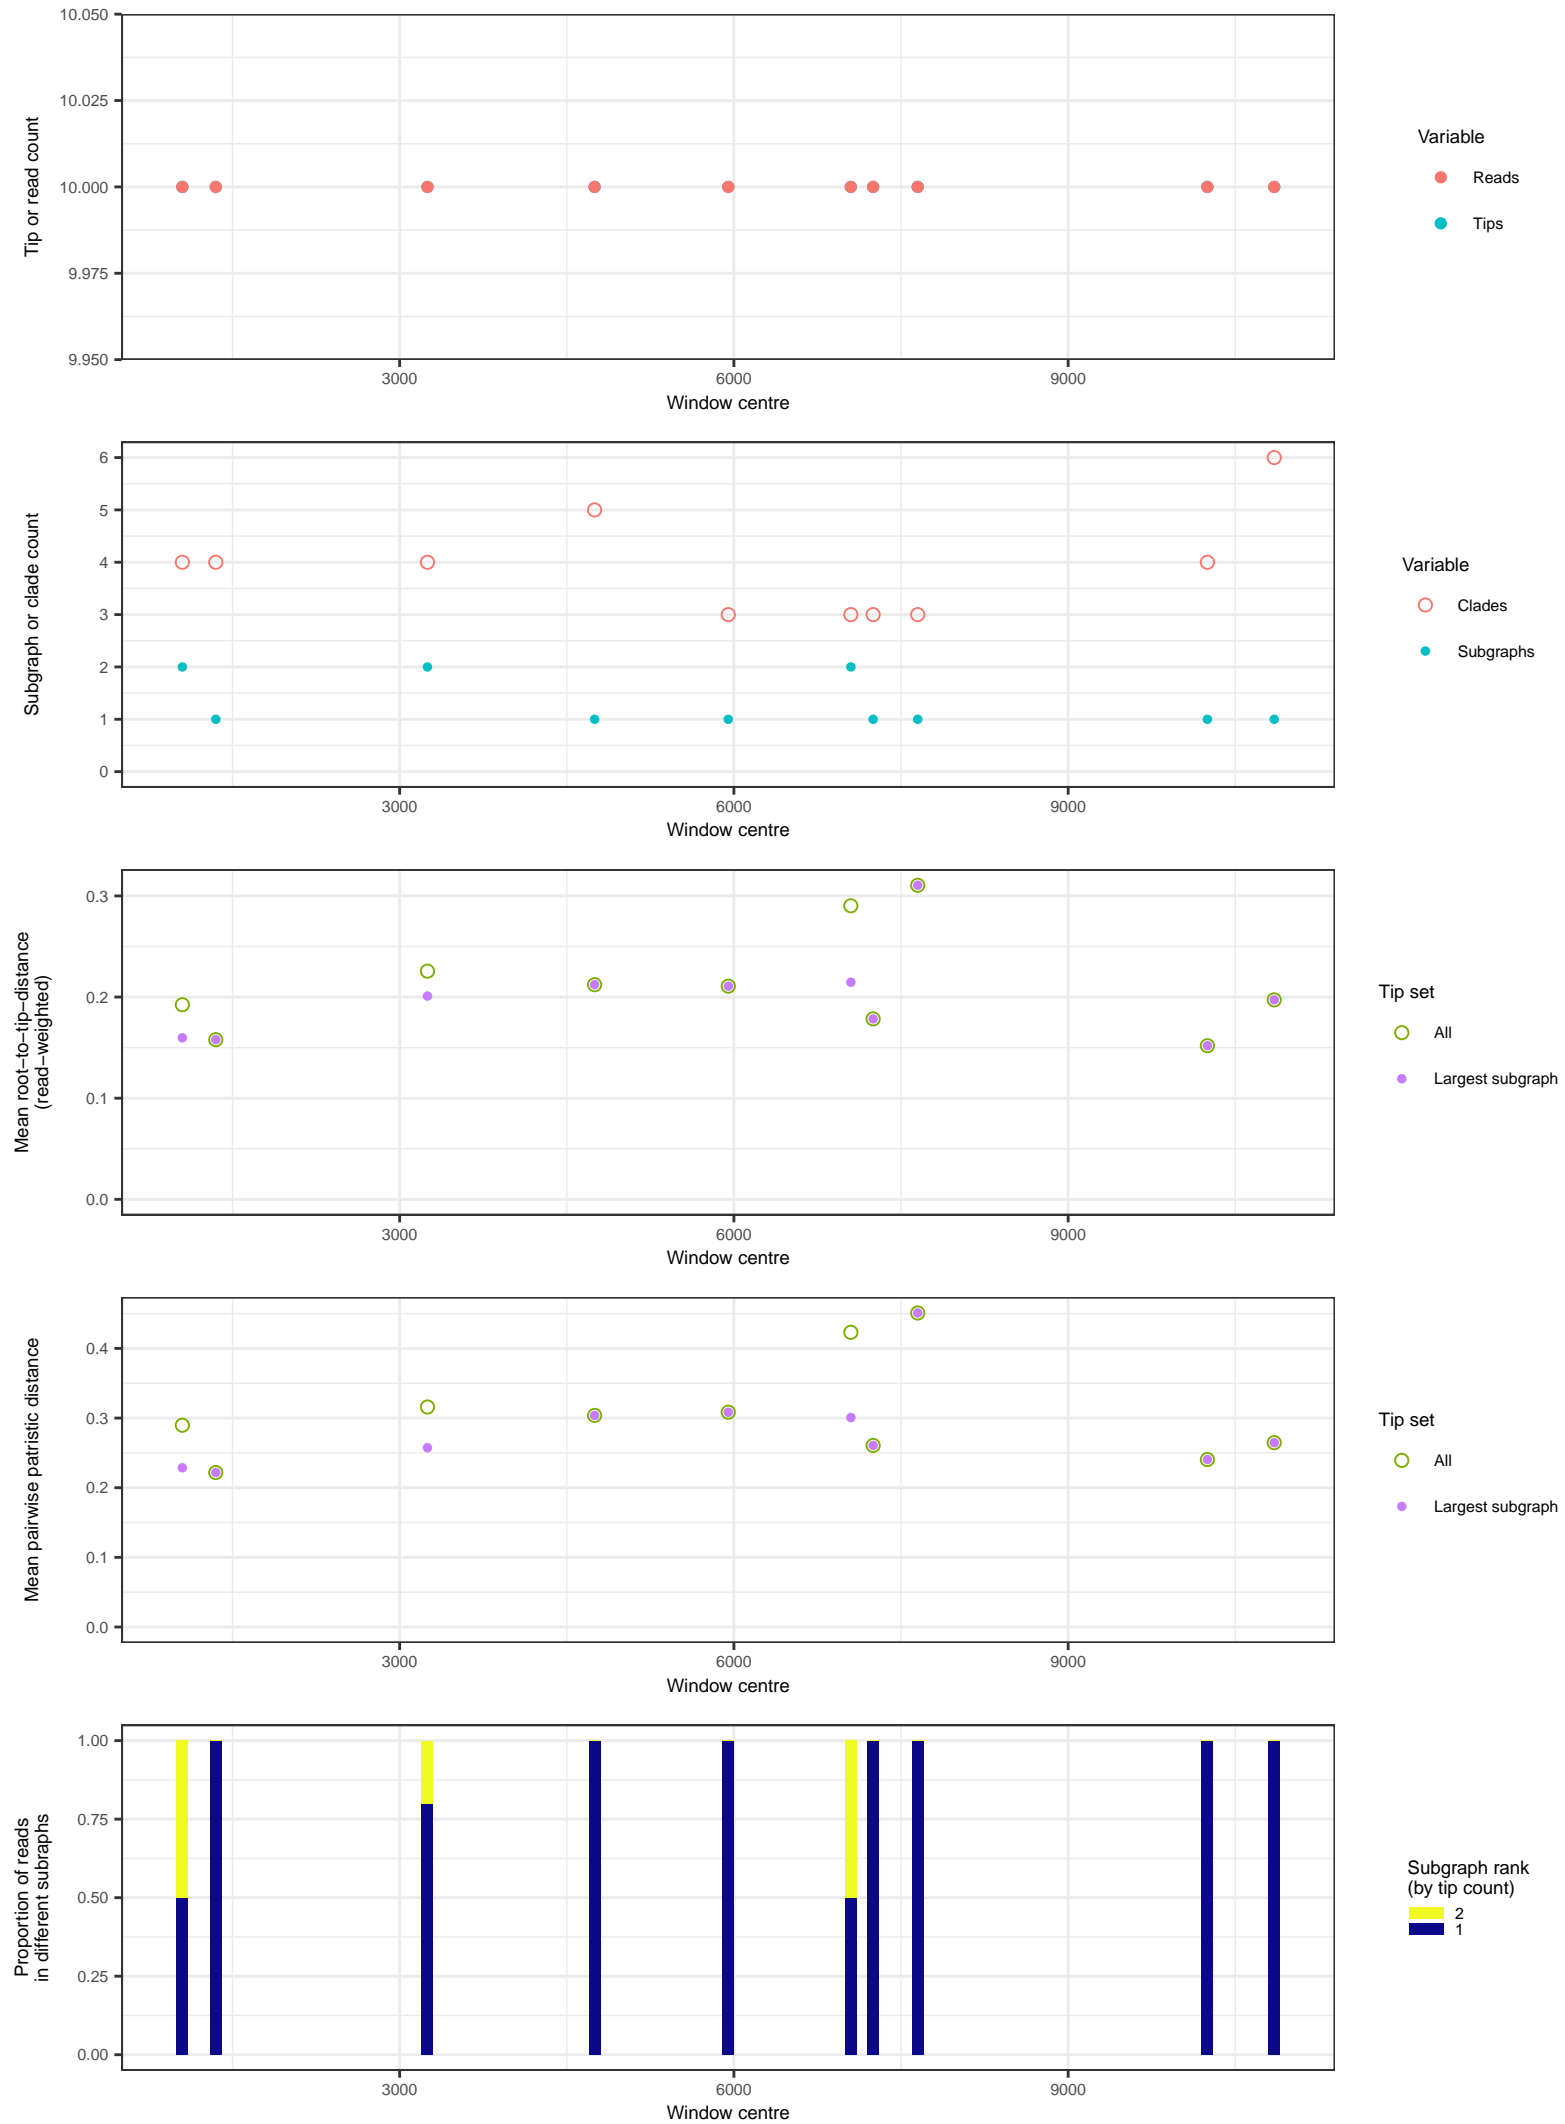 10.050
10.025
10.000
9.975
9.950
Tip or read count
3000
6000
9000
Window centre
Variable
Reads
Tips
6
5
4
3
2
1
0
Subgraph or clade count
3000
6000
9000
Window centre
Variable
Clades
Subgraphs
0.3
0.2
0.1
0.0
Mean root−to−tip−distance
(read−weighted)
3000
6000
9000
Window centre
Tip set
All
Largest subgraph
0.4
0.3
0.2
0.1
0.0
Mean pairwise patristic distance
3000
6000
9000
Window centre
Tip set
All
Largest subgraph
1.00
0.75
0.50
0.25
0.00
Proportion of reads
in different subraphs
3000
6000
9000
Window centre
Subgraph rank
(by tip count)
2
1